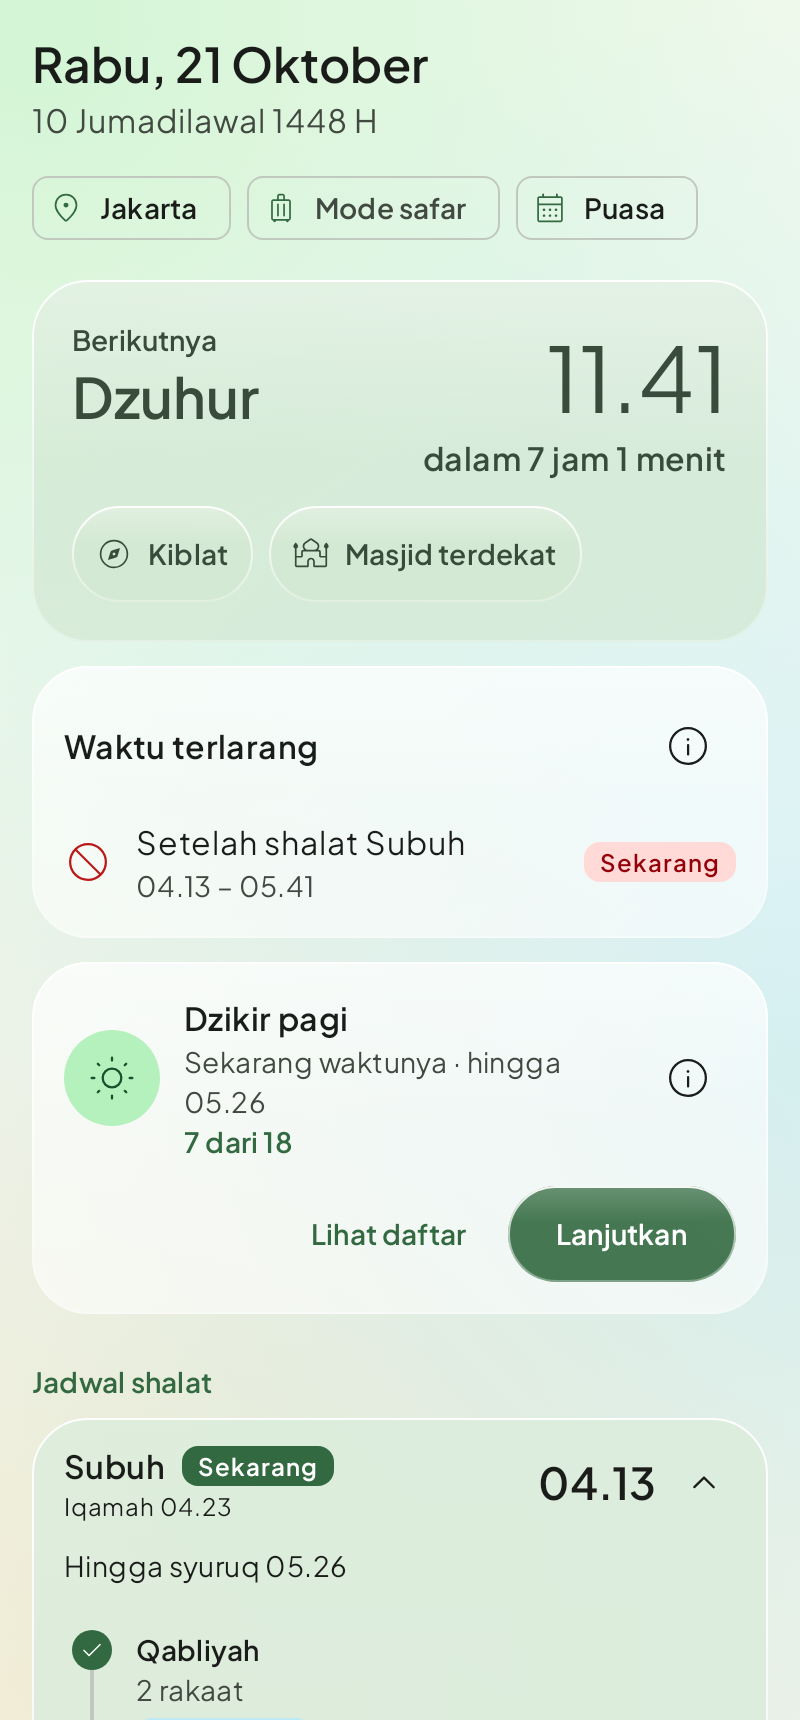 Rabu, 21 Oktober
10 Jumadilawal 1448 H
Jakarta
Mode safar
Puasa
Berikutnya
Dzuhur
11.41
dalam 7 jam 1 menit
Kiblat
Masjid terdekat
Waktu terlarang
Setelah shalat Subuh
04.13 – 05.41
Sekarang
Dzikir pagi
Sekarang waktunya · hingga
05.26
7 dari 18
Lihat daftar
Lanjutkan
Jadwal shalat
Subuh
Sekarang
Iqamah 04.23
04.13
Hingga syuruq 05.26
Qabliyah
2 rakaat